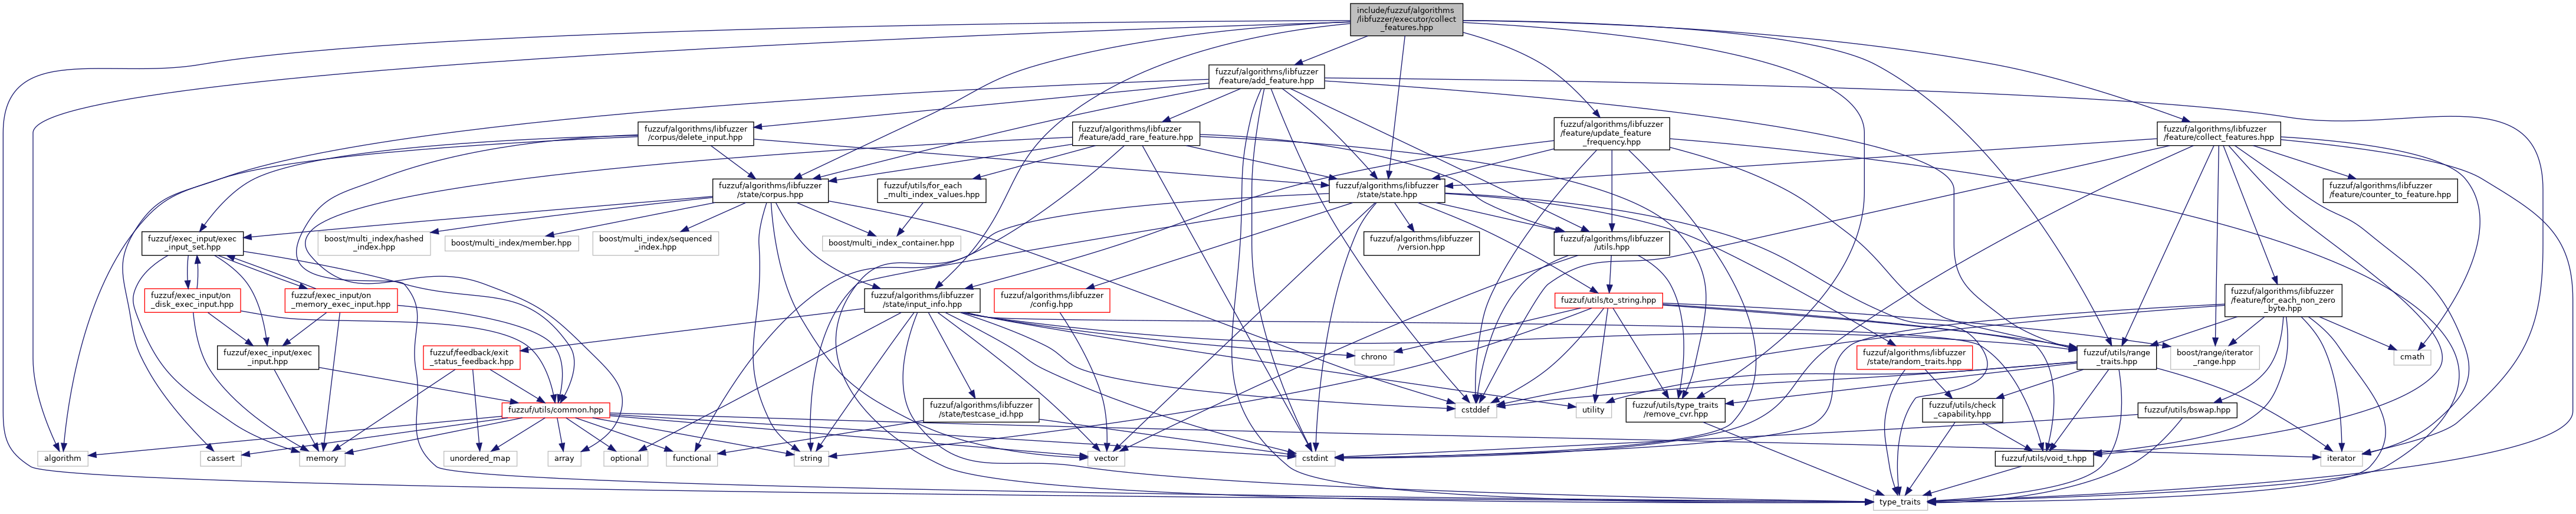 include/fuzzuf/algorithms
/libfuzzer/executor/collect
_features.hpp
fuzzuf/algorithms/libfuzzer
/feature/add_feature.hpp
fuzzuf/algorithms/libfuzzer
/corpus/delete_input.hpp
fuzzuf/algorithms/libfuzzer
/feature/add_rare_feature.hpp
fuzzuf/algorithms/libfuzzer
/feature/update_feature
_frequency.hpp
fuzzuf/algorithms/libfuzzer
/feature/collect_features.hpp
fuzzuf/algorithms/libfuzzer
/state/corpus.hpp
fuzzuf/utils/for_each
_multi_index_values.hpp
fuzzuf/algorithms/libfuzzer
/state/state.hpp
fuzzuf/algorithms/libfuzzer
/feature/counter_to_feature.hpp
fuzzuf/exec_input/exec
_input_set.hpp
boost/multi_index/hashed
_index.hpp
boost/multi_index/member.hpp
boost/multi_index/sequenced
_index.hpp
boost/multi_index_container.hpp
fuzzuf/algorithms/libfuzzer
/version.hpp
fuzzuf/algorithms/libfuzzer
/utils.hpp
fuzzuf/exec_input/on
_disk_exec_input.hpp
fuzzuf/exec_input/on
_memory_exec_input.hpp
fuzzuf/algorithms/libfuzzer
/state/input_info.hpp
fuzzuf/algorithms/libfuzzer
/config.hpp
fuzzuf/utils/to_string.hpp
fuzzuf/algorithms/libfuzzer
/feature/for_each_non_zero
_byte.hpp
fuzzuf/exec_input/exec
_input.hpp
fuzzuf/feedback/exit
_status_feedback.hpp
chrono
fuzzuf/algorithms/libfuzzer
/state/random_traits.hpp
fuzzuf/utils/range
_traits.hpp
boost/range/iterator
_range.hpp
cmath
fuzzuf/utils/common.hpp
fuzzuf/algorithms/libfuzzer
/state/testcase_id.hpp
cstddef
utility
fuzzuf/utils/type_traits
/remove_cvr.hpp
fuzzuf/utils/check
_capability.hpp
fuzzuf/utils/bswap.hpp
algorithm
cassert
memory
unordered_map
array
optional
functional
string
vector
cstdint
fuzzuf/utils/void_t.hpp
iterator
type_traits